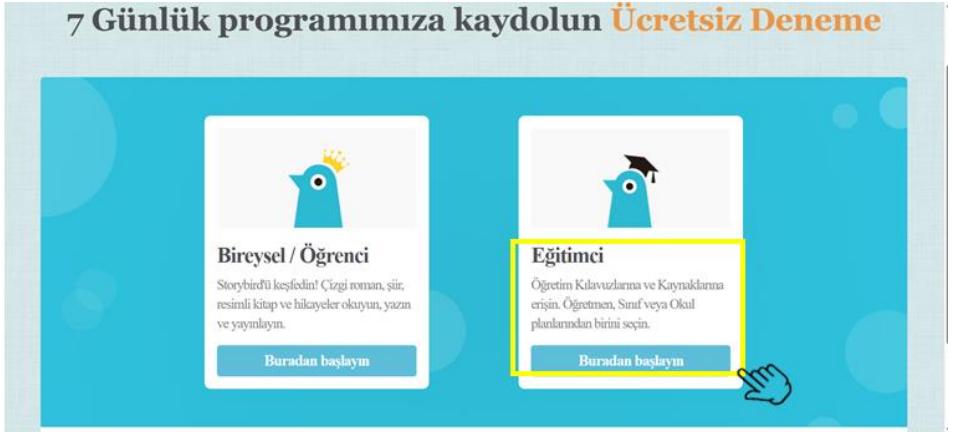 7 Günlük programımıza kaydolun Ücretsiz Deneme
Bireysel / Öğrenci
Storybird'ü keşfedin! Çizgi roman, şiir,
resimli kitap ve hikayeler okuyun, yazın
ve yayınlayın.
Buradan başlayın
Eğitimci
Öğretim Kılavuzlarına ve Kaynaklarına
erişin. Öğretmen, Sınıf veya Okul
planlarından birini seçin.
Buradan başlayın